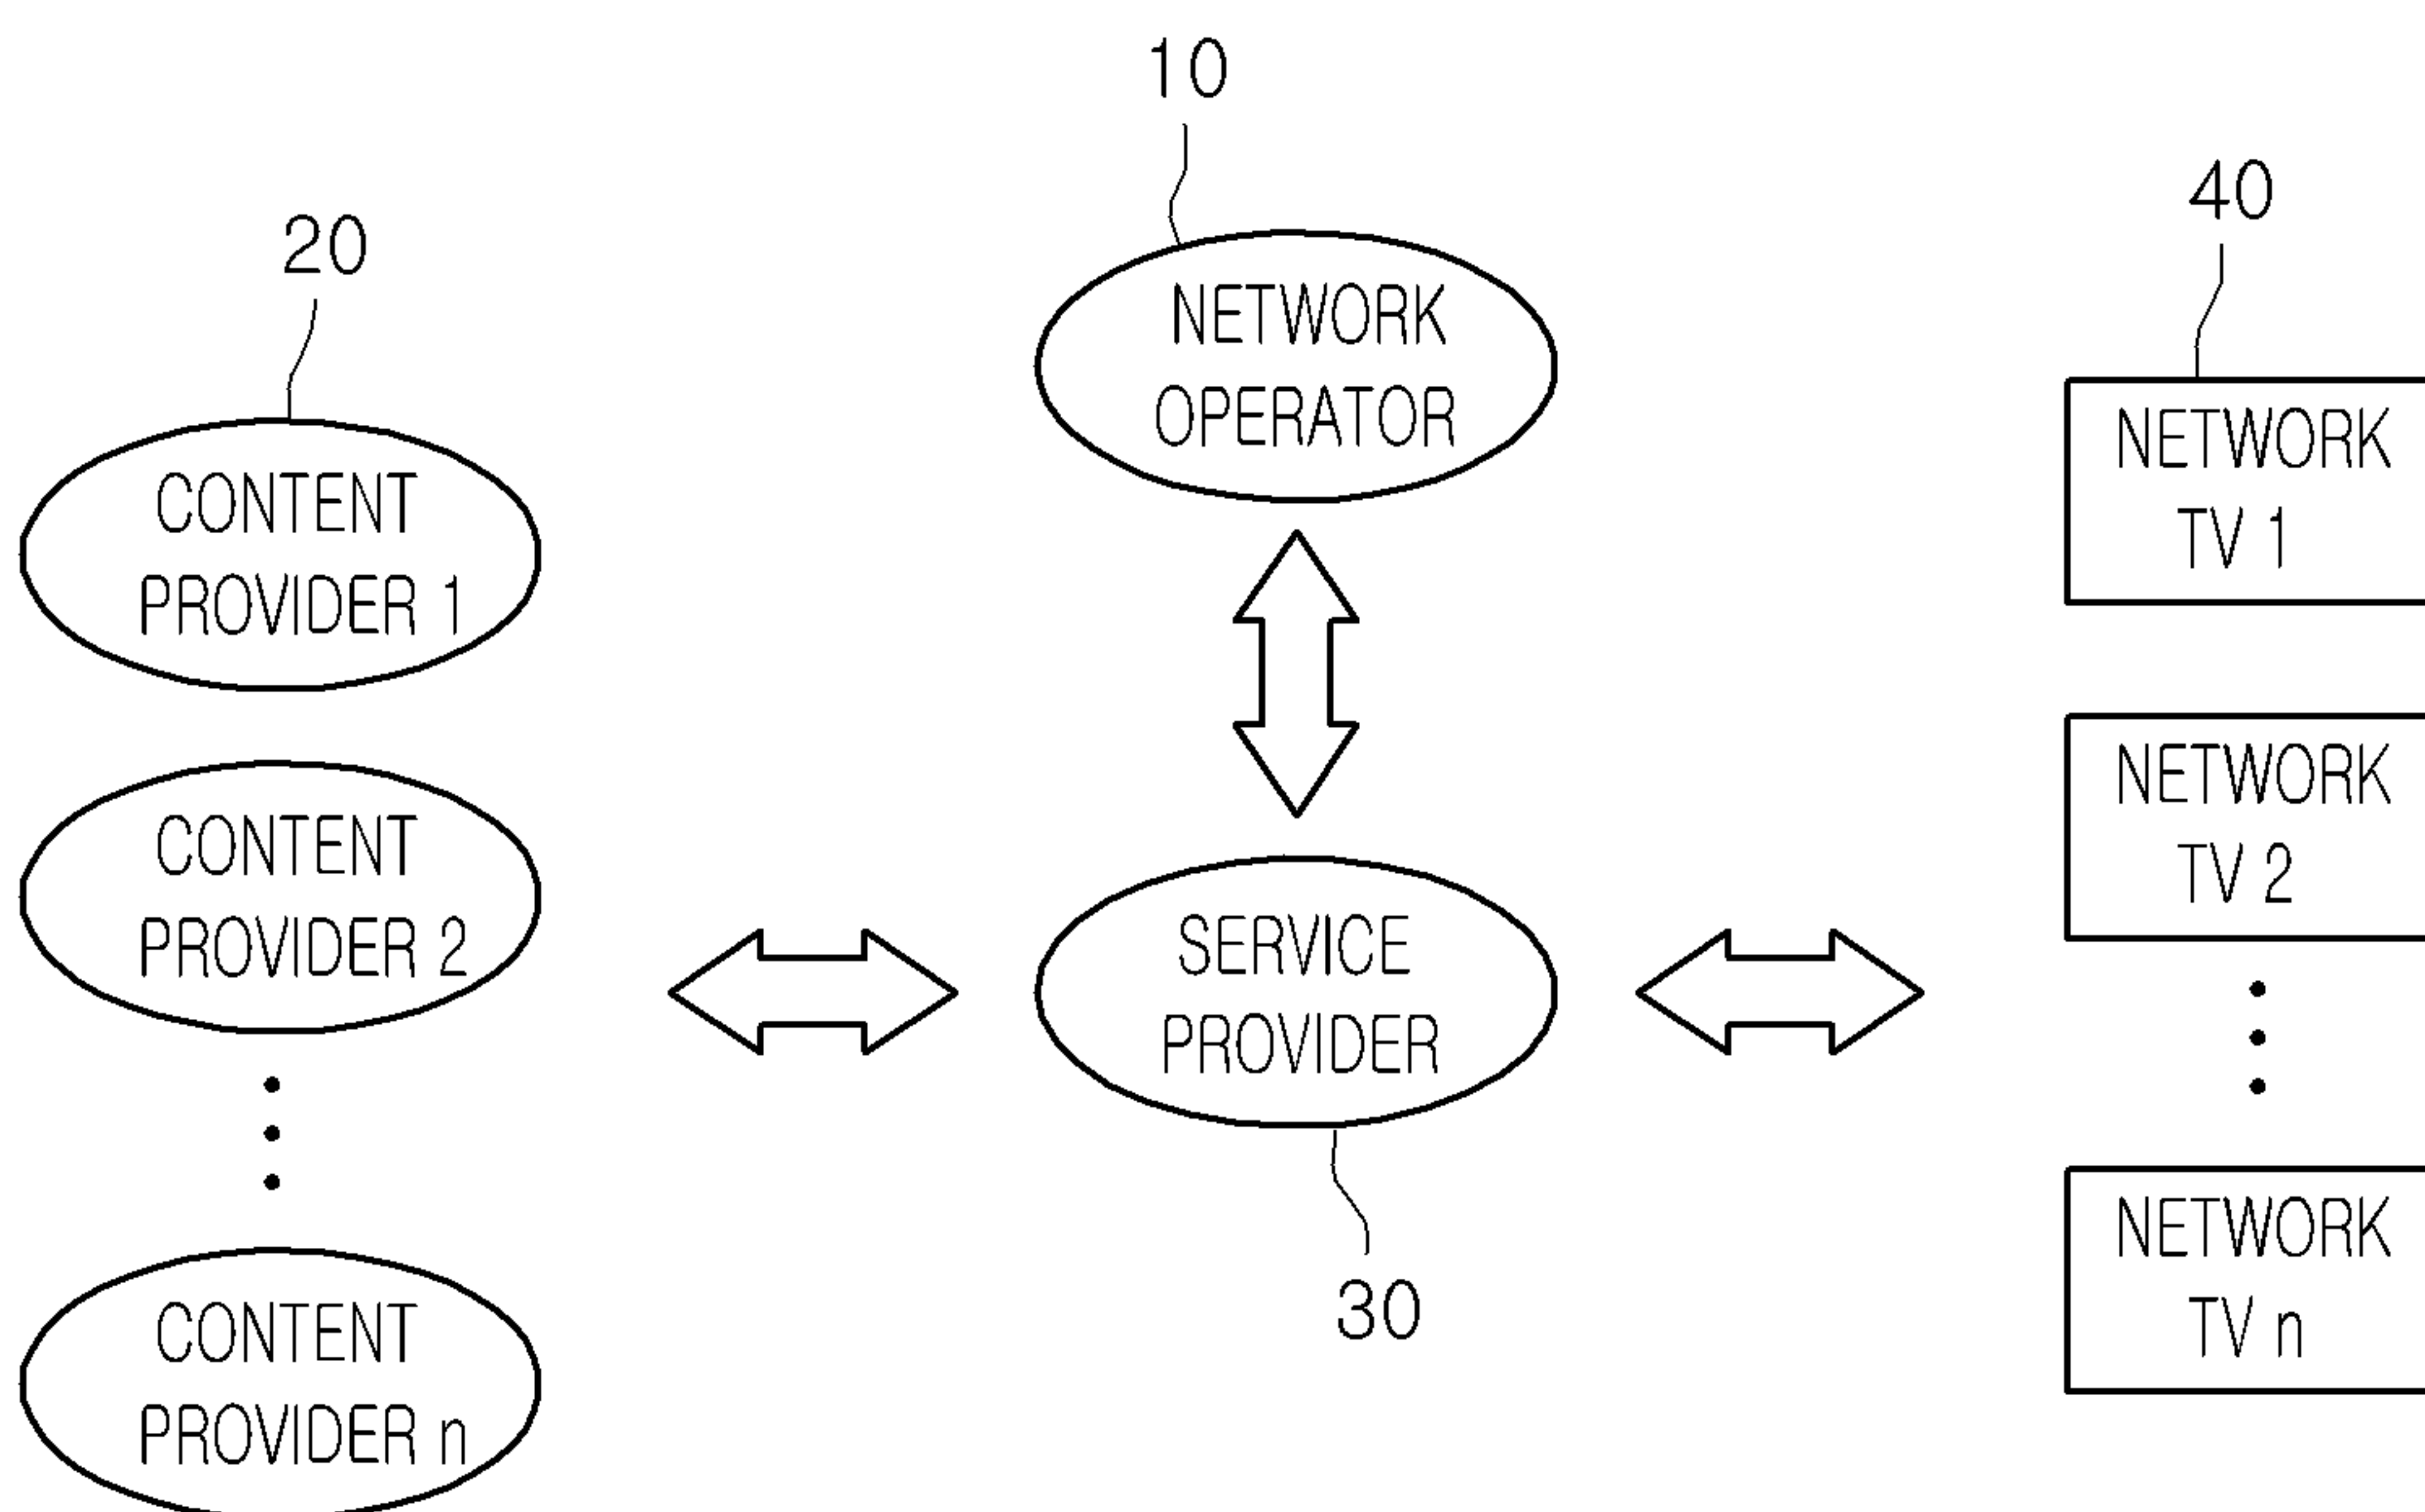 10
20
40
NETWORK
OPERATOR
NETWORK
TV 1
CONTENT
PROVIDER 1
NETWORK
TV 2
CONTENT
PROVIDER 2
SERVICE
PROVIDER
NETWORK
TV n
30
CONTENT
PROVIDER n